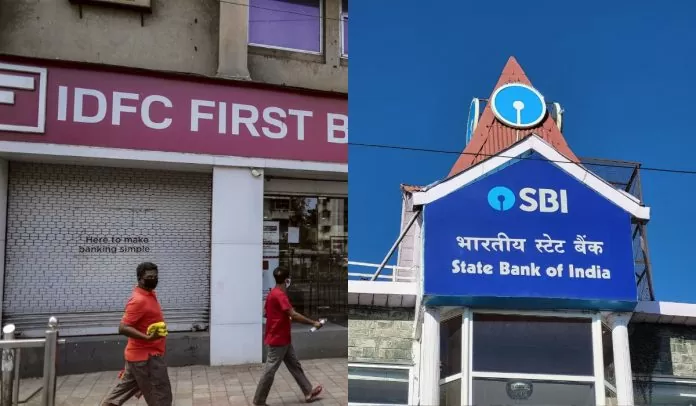 IDFC FIRST B
Here to make
banking simple.
SBI
भारतीय स्टेट बैंक
State Bank of India